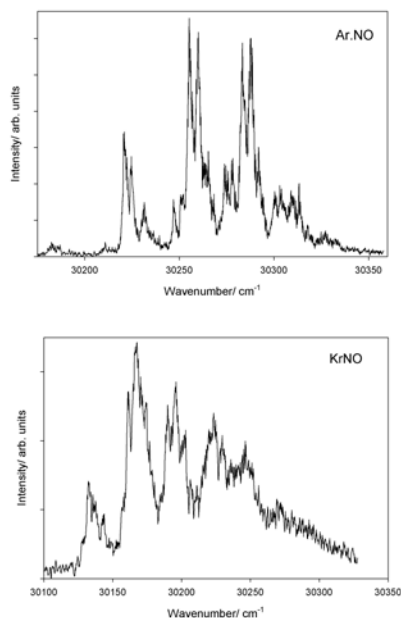 Ar.NO
Intensity/ arb. units
30200
30250
30300
30350
Wavenumber/ cm-1
KrNO
Intensity/ arb. units
30100
30150
30200
30250
30300
30350
Wavenumber/ cm-1